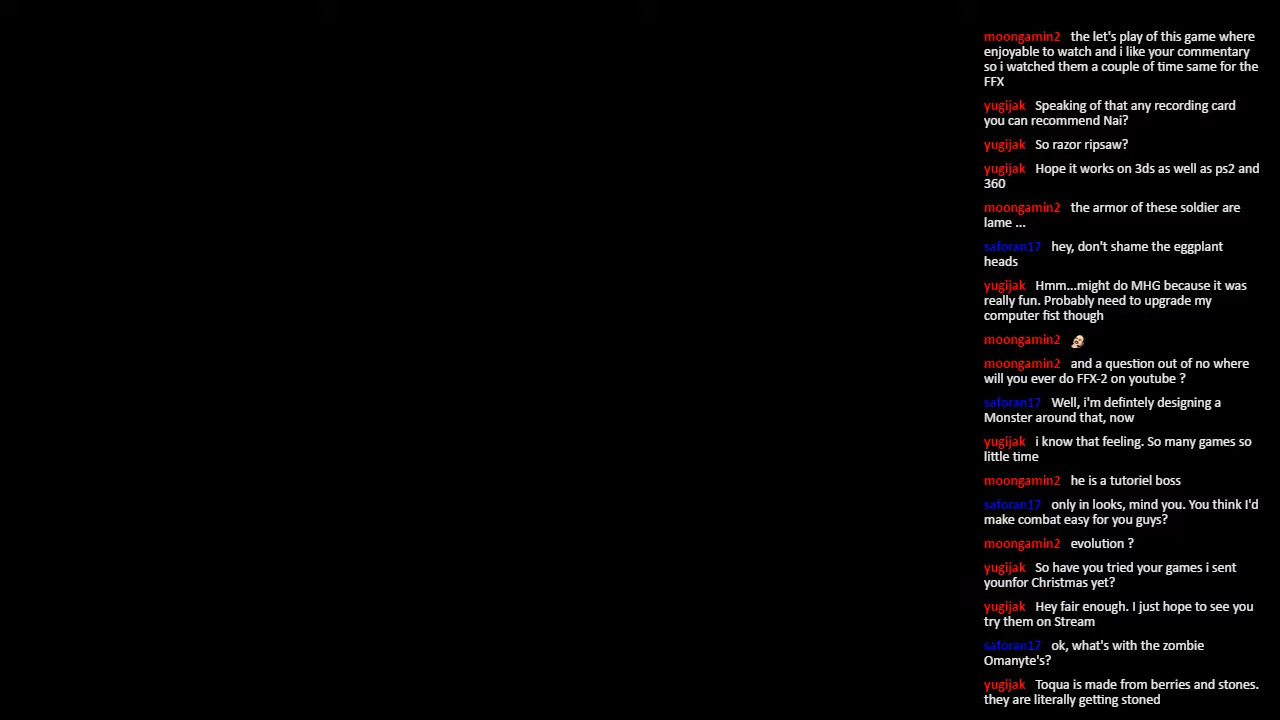 moongamin2 the let's play of this game where
enjoyable to watch and i like your commentary
so i watched them a couple of time same for the
FFX
yugijak Speaking of that any recording card
you can recommend Nai?
yugijak So razor ripsaw?
yugijak Hope it works on 3ds as well as ps2 and
360
moongamin2 the armor of these soldier are
lame ...
saforan17 hey, don't shame the eggplant
heads
yugijak Hmm...might do MHG because it was
really fun. Probably need to upgrade my
computer fist though
moongamin2
moongamin2 and a question out of no where
will you ever do FFX-2 on youtube ?
saforan17 Well, i'm defintely designing a
Monster around that, now
yugijak i know that feeling. So many games so
little time
moongamin2 he is a tutoriel boss
saforan17 only in looks, mind you. You think I'd
make combat easy for you guys?
moongamin2 evolution ?
yugijak So have you tried your games i sent
younfor Christmas yet?
yugijak Hey fair enough. I just hope to see you
try them on Stream
saforan17 ok, what's with the zombie
Omanyte's?
yugijak Toqua is made from berries and stones.
they are literally getting stoned